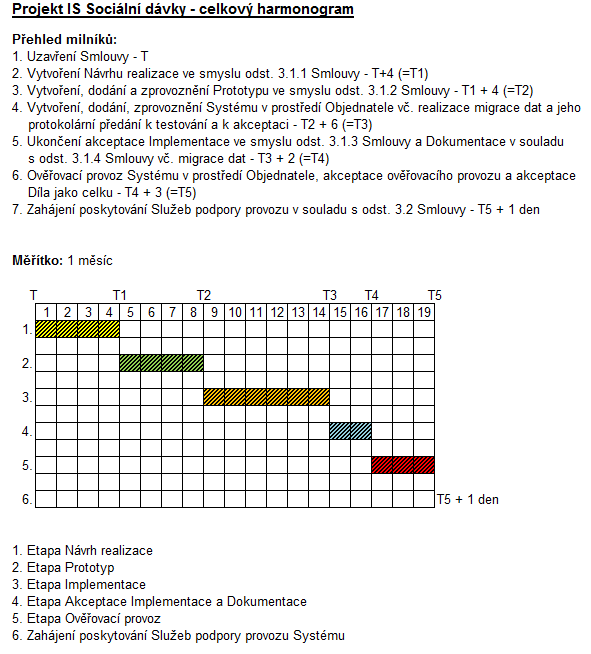 Projekt IS Sociální dávky - celkový harmonogram
Přehled milníků:
1. Uzavření Smlouvy - T
2. Vytvoření Návrhu realizace ve smyslu odst. 3.1.1 Smlouvy - T+4 (=T1)
3. Vytvoření, dodání a zprovoznění Prototypu ve smyslu odst. 3.1.2 Smlouvy - T1 + 4 (=T2)
4. Vytvoření, dodání, zprovoznění Systému v prostředí Objednatele vč. realizace migrace dat a jeho
protokolární předání k testování a k akceptaci - T2 + 6 (=T3)
5. Ukončení akceptace Implementace ve smyslu odst. 3.1.3 Smlouvy a Dokumentace v souladu
s odst. 3.1.4 Smlouvy vč. migrace dat - T3 + 2 (=T4)
6. Ověřovací provoz Systému v prostředí Objednatele, akceptace ověřovacího provozu a akceptace
Díla jako celku - T4 + 3 (=T5)
7. Zahájení poskytování Služeb podpory provozu v souladu s odst. 3.2 Smlouvy - T5 + 1 den
Měřítko: 1 měsíc
T T1 T2 T3 T4 T5
1 2 3 4 5 6 7 8 9 10 11 12 13 14 15 16 17 18 19
1.
2.
3.
4.
5.
6. T5 + 1 den
1. Etapa Návrh realizace
2. Etapa Prototyp
3. Etapa Implementace
4. Etapa Akceptace Implementace a Dokumentace
5. Etapa Ověřovací provoz
6. Zahájení poskytování Služeb podpory provozu Systému